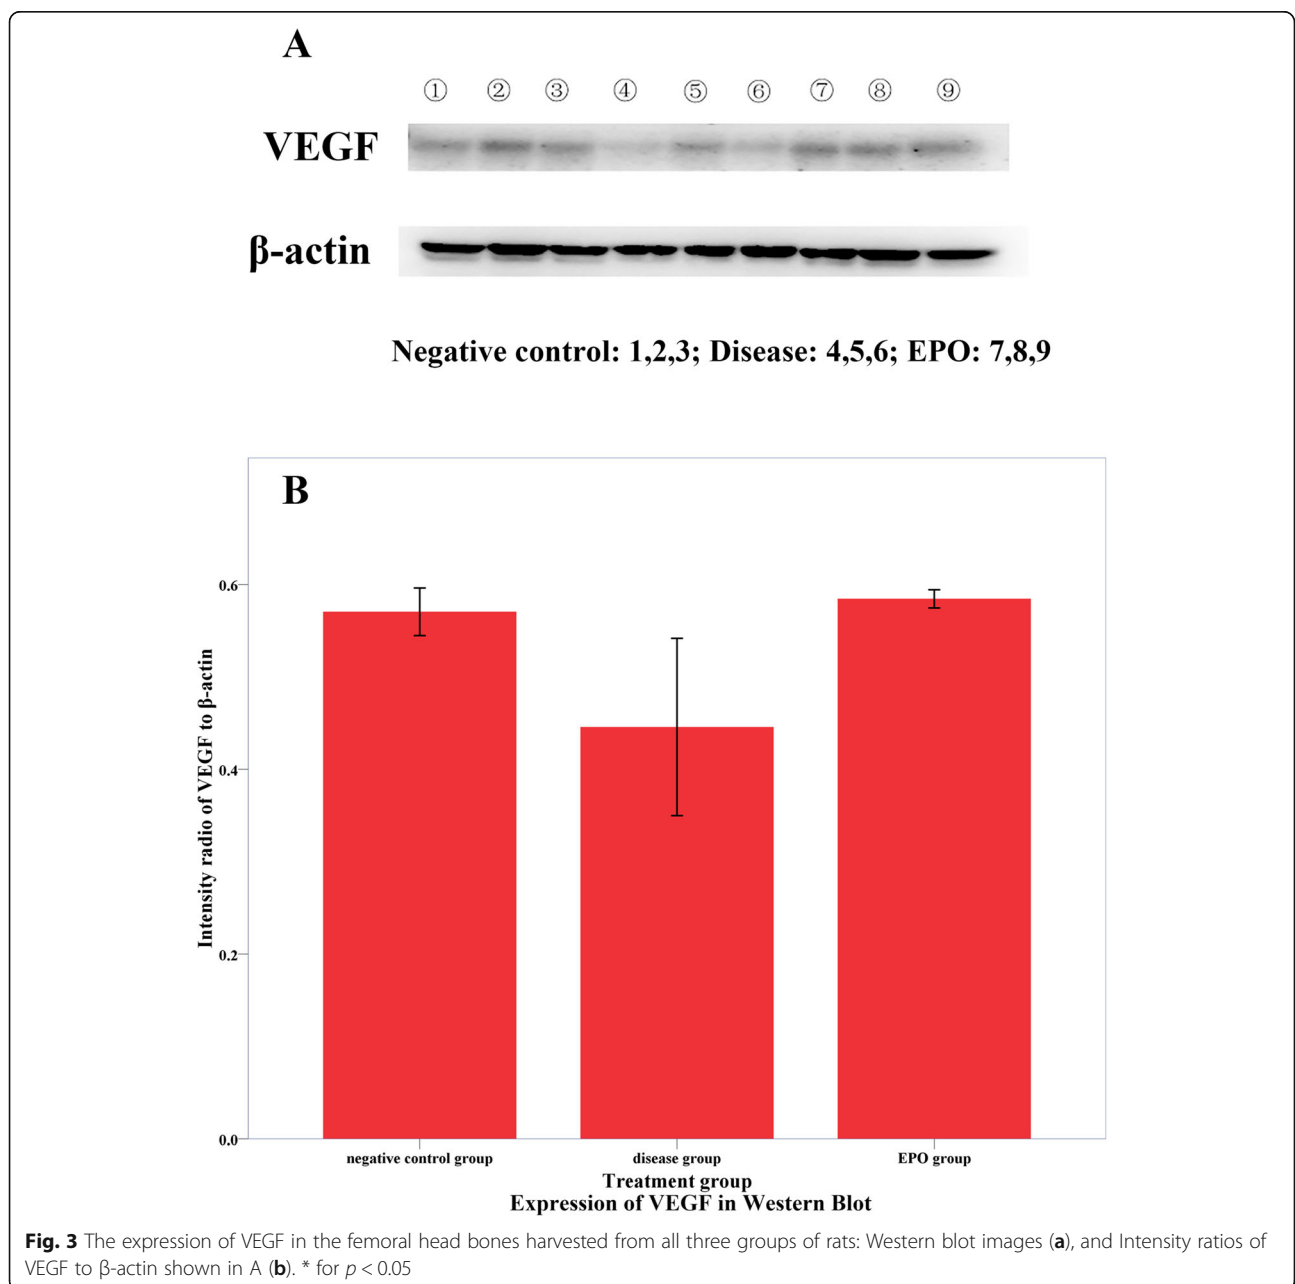 A
① ② ③ ④ ⑤ ⑥ ⑦ ⑧ ⑨
VEGF
β-actin
Negative control: 1,2,3; Disease: 4,5,6; EPO: 7,8,9
B
Intensity radio of VEGF to β-actin
0.6
0.4
0.2
0.0
negative control group disease group EPO group
Treatment group
Expression of VEGF in Western Blot
Fig. 3 The expression of VEGF in the femoral head bones harvested from all three groups of rats: Western blot images (a), and Intensity ratios of
VEGF to β-actin shown in A (b). * for p < 0.05